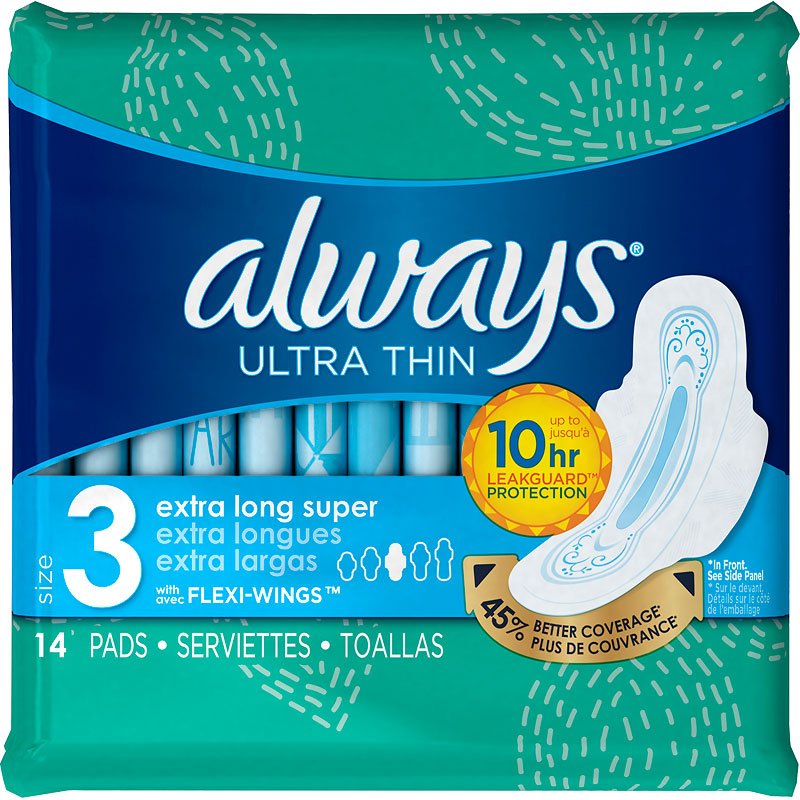 always®
ULTRA THIN
up to
jusqu'à
10hr
LEAKGUARD™
PROTECTION
size
3
extra long super
extra longues
extra largas
with
avec FLEXI-WINGS™
*In Front.
See Side Panel
*Sur le devant.
Détails sur le côté
de l'emballage
45% BETTER COVERAGE*
PLUS DE COUVRANCE*
14 PADS • SERVIETTES • TOALLAS